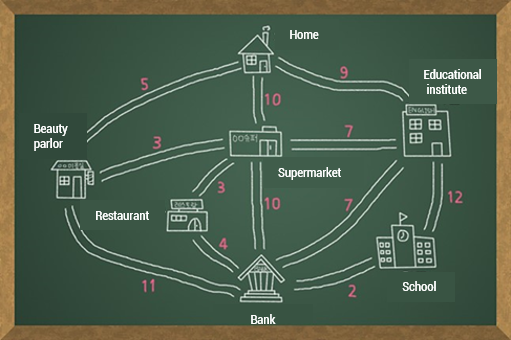 Home
5
9
Educational
institute
10
Beauty
parlor
3
7
Supermarket
3
10
7
12
Restaurant
4
11
2
School
Bank